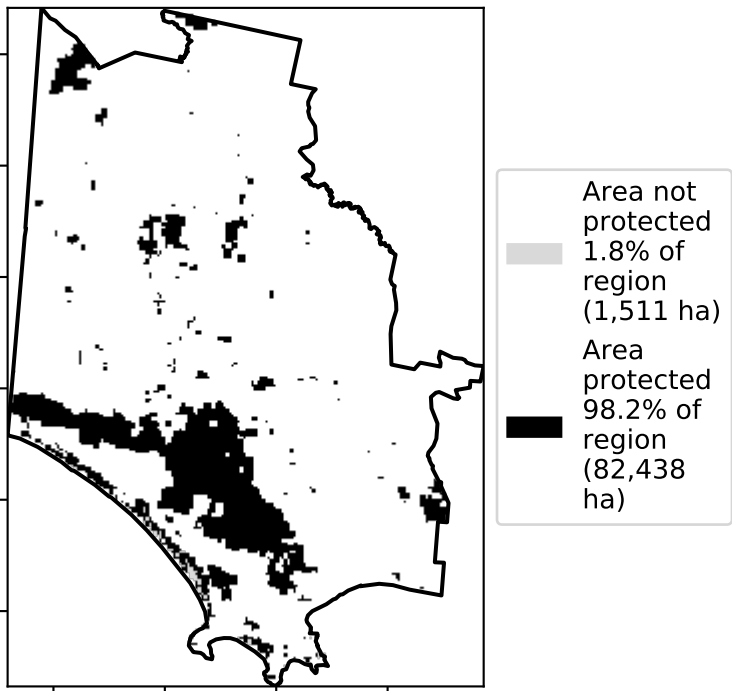 Area not
protected
1.8% of
region
(1,511 ha)
Area
protected
98.2% of
region
(82,438
ha)